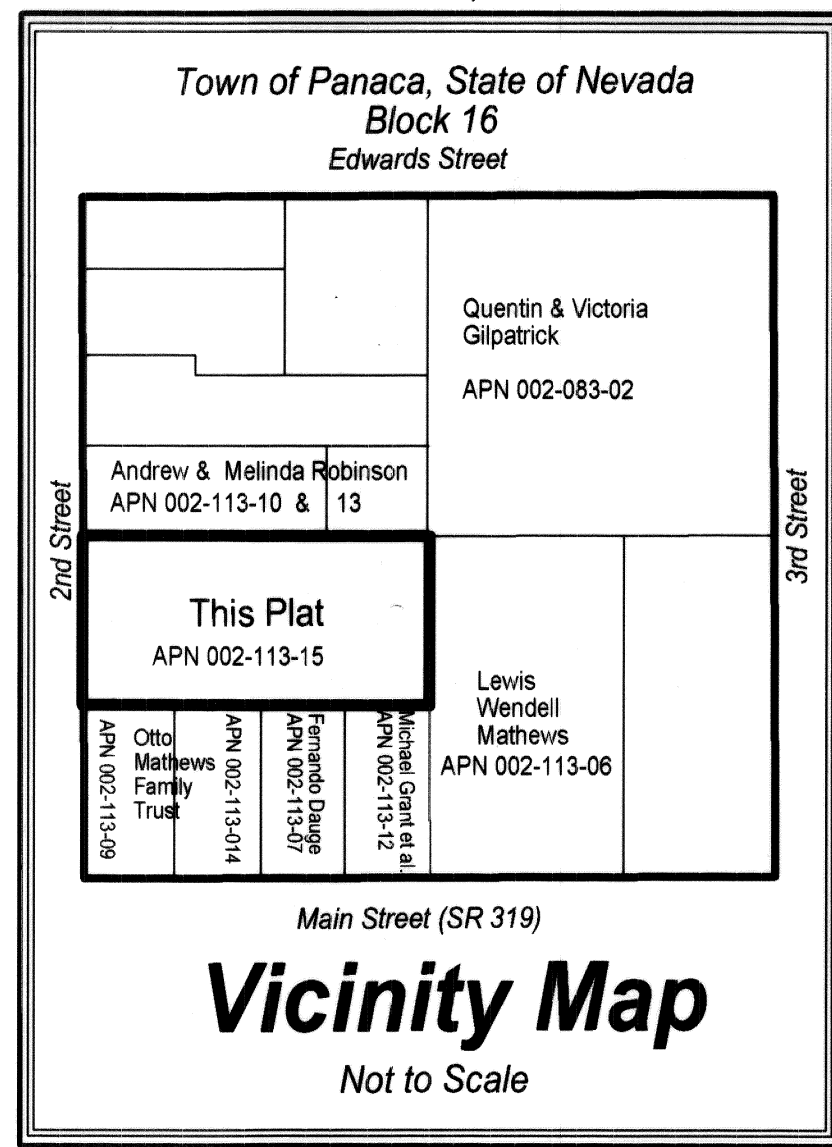 Town of Panaca, State of Nevada
Block 16
Edwards Street
Quentin & Victoria
Gilpatrick
APN 002-083-02
Andrew & Melinda Robinson
APN 002-113-10 & 13
2nd Street
3rd Street
This Plat
APN 002-113-15
Lewis
Wendell
Mathews
APN 002-113-06
APN 002-113-09
Otto
Mathews
Family
Trust
APN 002-113-014
Fernando Dauge
APN 002-113-07
Michael Grant et al.
APN 002-113-12
Main Street (SR 319)
Vicinity Map
Not to Scale